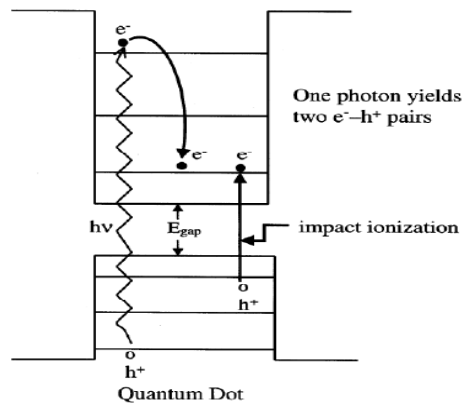 e⁻
One photon yields
two e⁻–h⁺ pairs
e⁻
e⁻
hν
E_gap
impact ionization
h⁺
h⁺
Quantum Dot